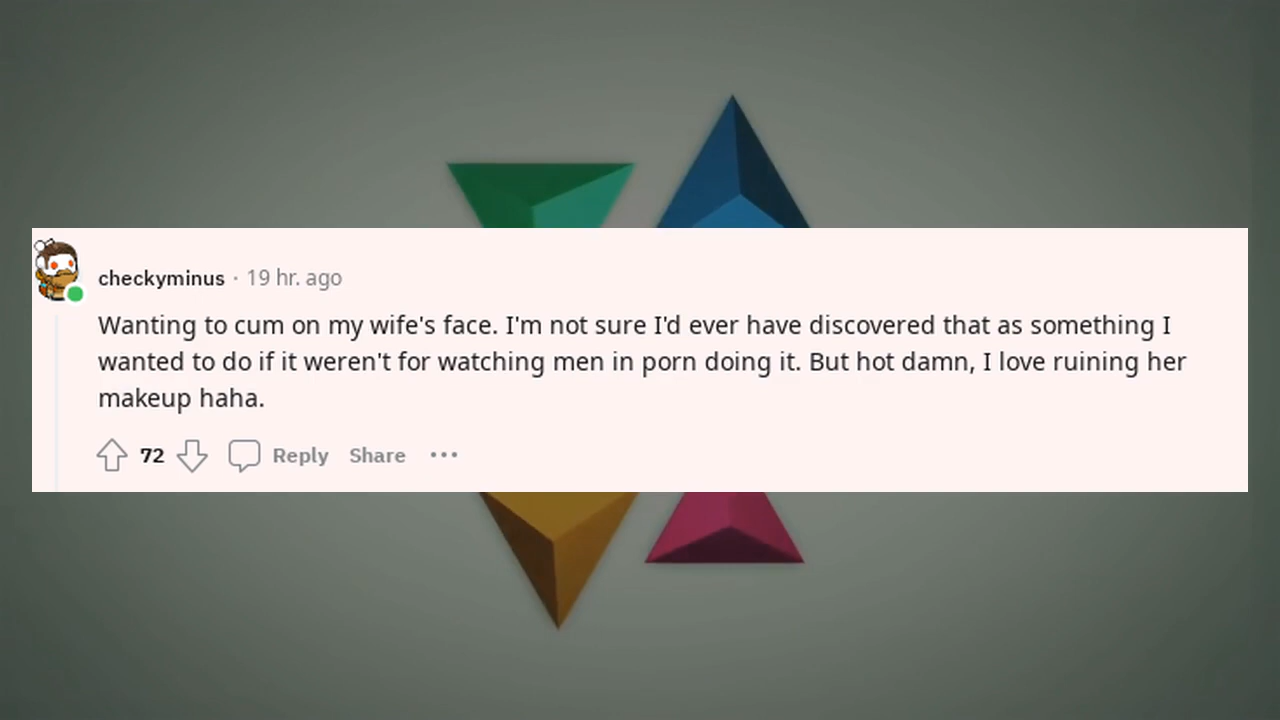 checkyminus · 19 hr. ago
Wanting to cum on my wife's face. I'm not sure I'd ever have discovered that as something I
wanted to do if it weren't for watching men in porn doing it. But hot damn, I love ruining her
makeup haha.
72 Reply Share •••